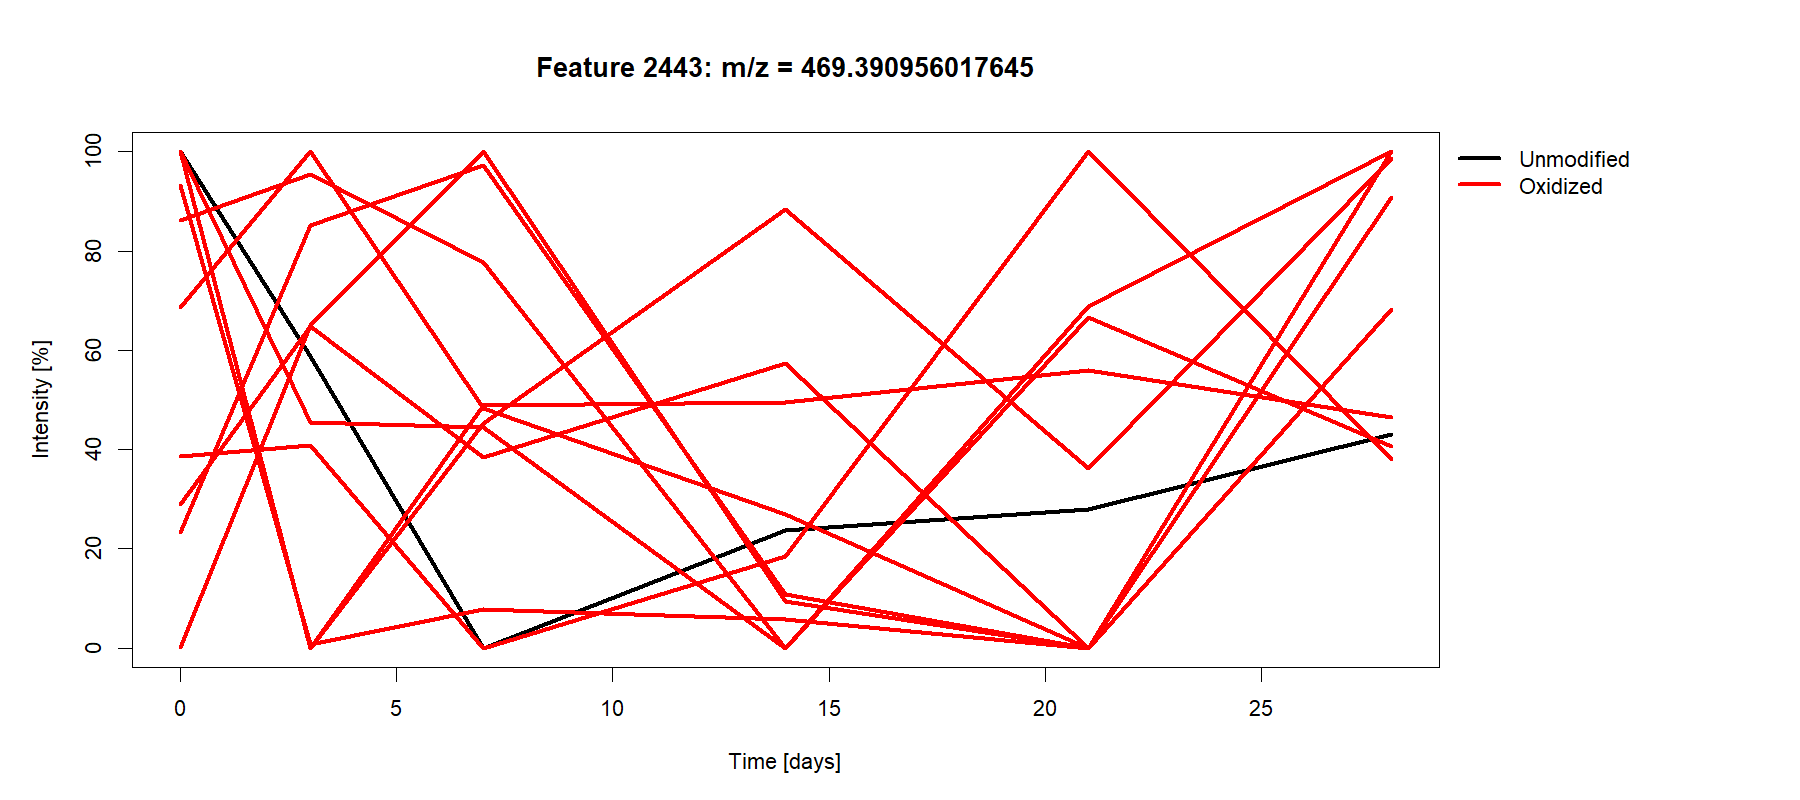 Feature 2443: m/z = 469.390956017645
Unmodified
Oxidized
Intensity [%]
100
80
60
40
20
0
0 5 10 15 20 25
Time [days]